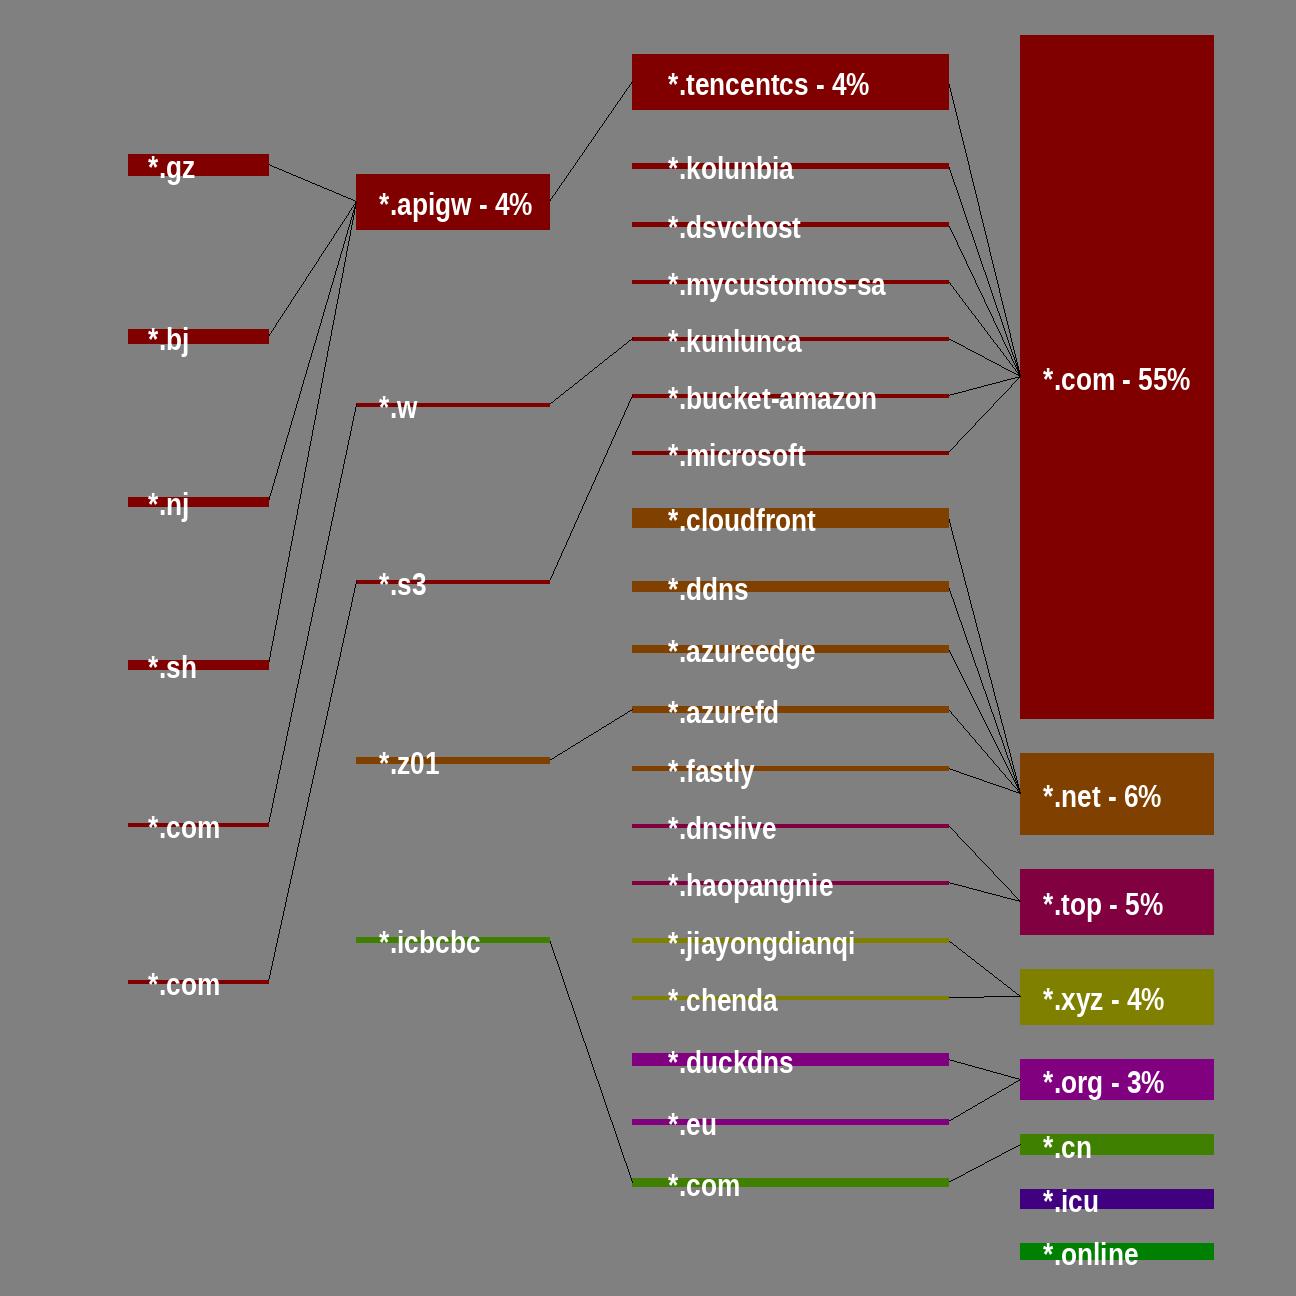 *.gz
*.bj
*.nj
*.sh
*.com
*.com
*.apigw - 4%
*.w
*.s3
*.z01
*.icbcbc
*.tencentcs - 4%
*.kolunbia
*.dsvchost
*.mycustomos-sa
*.kunlunca
*.bucket-amazon
*.microsoft
*.cloudfront
*.ddns
*.azureedge
*.azurefd
*.fastly
*.dnslive
*.haopangnie
*.jiayongdianqi
*.chenda
*.duckdns
*.eu
*.com
*.com - 55%
*.net - 6%
*.top - 5%
*.xyz - 4%
*.org - 3%
*.cn
*.icu
*.online